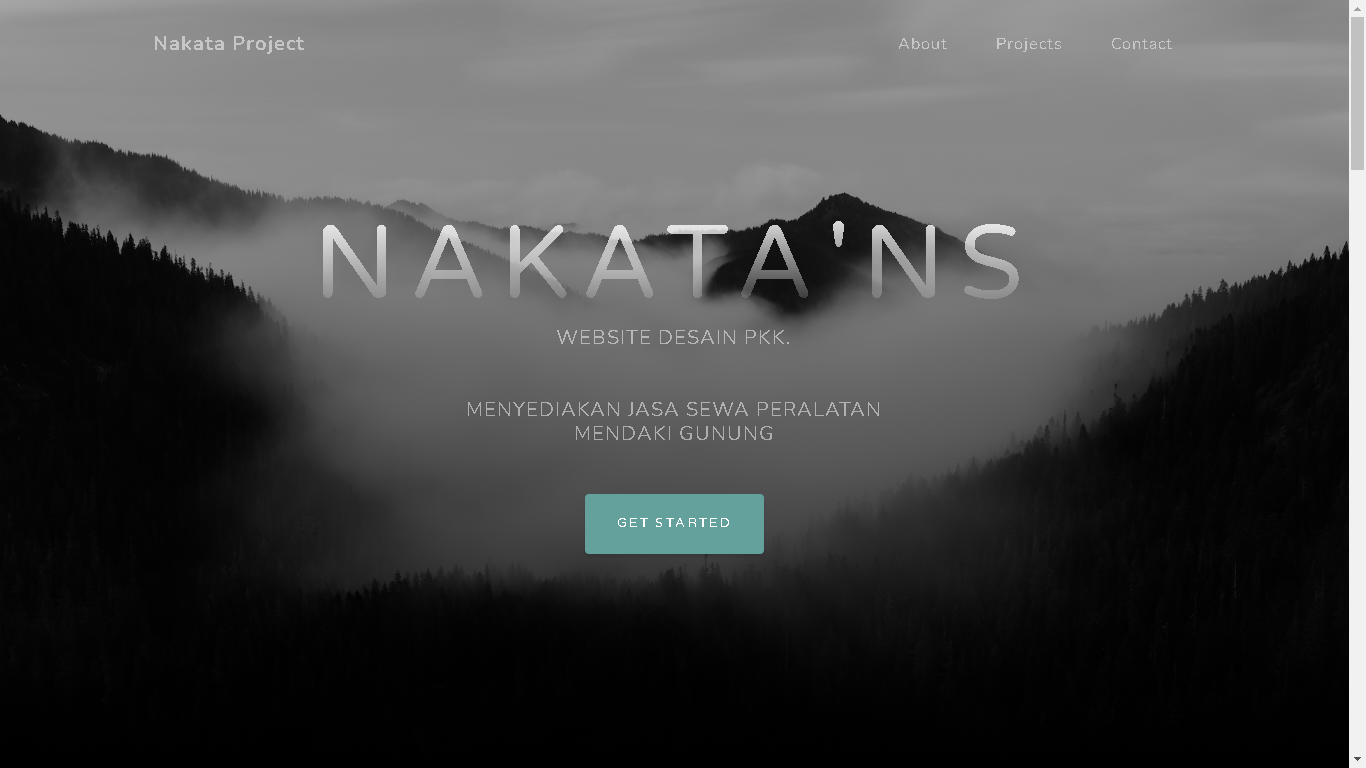 Nakata Project
About
Projects
Contact
NAKATA'NS
WEBSITE DESAIN PKK.
MENYEDIAKAN JASA SEWA PERALATAN
MENDAKI GUNUNG
GET STARTED